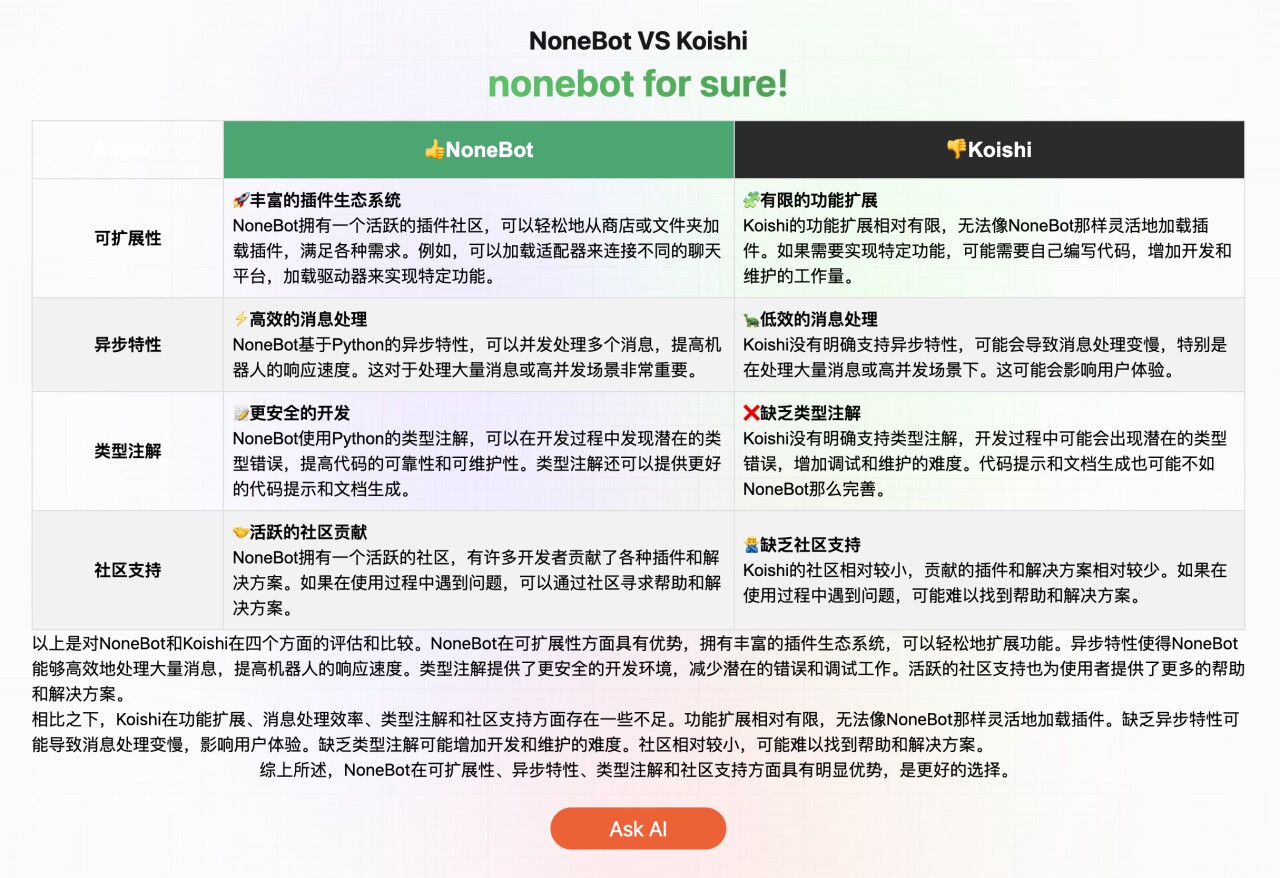 NoneBot VS Koishi
nonebot for sure!
Aspect
👍NoneBot
👎Koishi
可扩展性
🚀丰富的插件生态系统
NoneBot拥有一个活跃的插件社区，可以轻松地从商店或文件夹加
载插件，满足各种需求。例如，可以加载适配器来连接不同的聊天
平台，加载驱动器来实现特定功能。
🧩有限的功能扩展
Koishi的功能扩展相对有限，无法像NoneBot那样灵活地加载插
件。如果需要实现特定功能，可能需要自己编写代码，增加开发和
维护的工作量。
异步特性
⚡高效的消息处理
NoneBot基于Python的异步特性，可以并发处理多个消息，提高机
器人的响应速度。这对于处理大量消息或高并发场景非常重要。
🐢低效的消息处理
Koishi没有明确支持异步特性，可能会导致消息处理变慢，特别是
在处理大量消息或高并发场景下。这可能会影响用户体验。
类型注解
📝更安全的开发
NoneBot使用Python的类型注解，可以在开发过程中发现潜在的类
型错误，提高代码的可靠性和可维护性。类型注解还可以提供更好
的代码提示和文档生成。
❌缺乏类型注解
Koishi没有明确支持类型注解，开发过程中可能会出现潜在的类型
错误，增加调试和维护的难度。代码提示和文档生成也可能不如
NoneBot那么完善。
社区支持
🤝活跃的社区贡献
NoneBot拥有一个活跃的社区，有许多开发者贡献了各种插件和解
决方案。如果在使用过程中遇到问题，可以通过社区寻求帮助和解
决方案。
🙅‍♂️缺乏社区支持
Koishi的社区相对较小，贡献的插件和解决方案相对较少。如果在
使用过程中遇到问题，可能难以找到帮助和解决方案。
以上是对NoneBot和Koishi在四个方面的评估和比较。NoneBot在可扩展性方面具有优势，拥有丰富的插件生态系统，可以轻松地扩展功能。异步特性使得NoneBot
能够高效地处理大量消息，提高机器人的响应速度。类型注解提供了更安全的开发环境，减少潜在的错误和调试工作。活跃的社区支持也为使用者提供了更多的帮助
和解决方案。
相比之下，Koishi在功能扩展、消息处理效率、类型注解和社区支持方面存在一些不足。功能扩展相对有限，无法像NoneBot那样灵活地加载插件。缺乏异步特性可
能导致消息处理变慢，影响用户体验。缺乏类型注解可能增加开发和维护的难度。社区相对较小，可能难以找到帮助和解决方案。
综上所述，NoneBot在可扩展性、异步特性、类型注解和社区支持方面具有明显优势，是更好的选择。
Ask AI